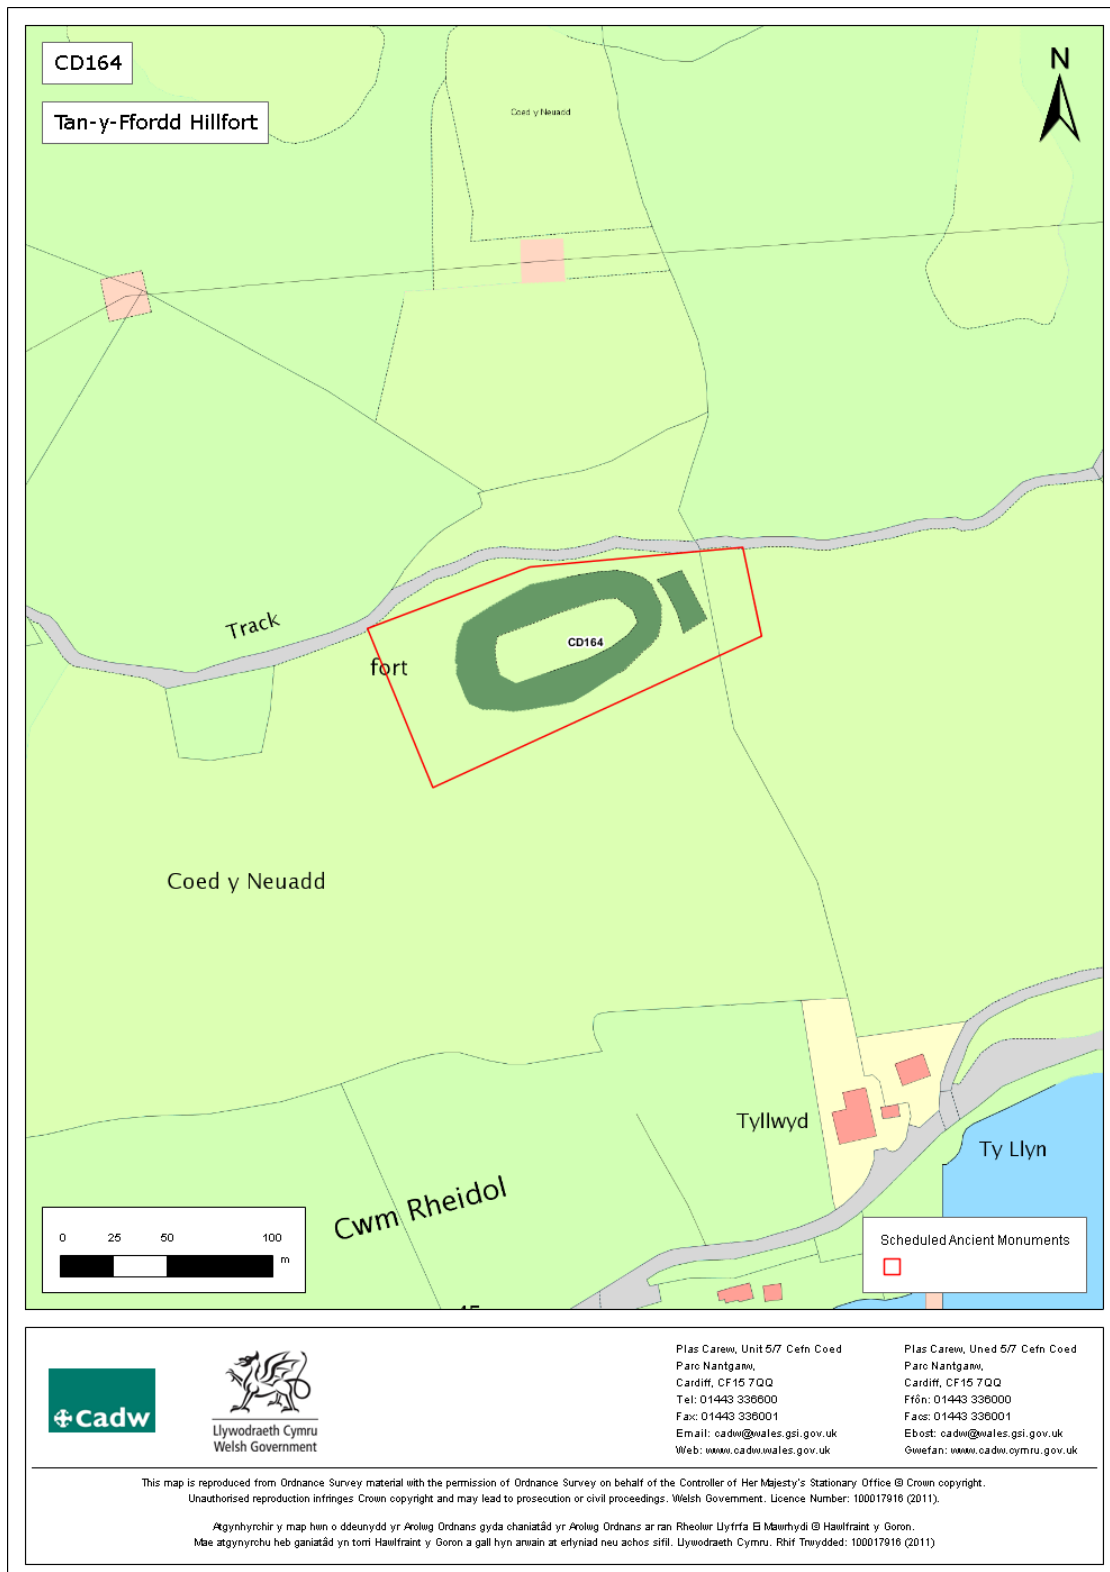 CD164
Tan-y-Ffordd Hillfort
N
Coed y Neuadd
Track
fort
CD164
Coed y Neuadd
Tyllwyd
Ty Llyn
Cwm Rheidol
0 25 50 100
m
Scheduled Ancient Monuments
Cadw
Llywodraeth Cymru
Welsh Government
Plas Carew, Unit 5/7 Cefn Coed
Parc Nantgarw,
Cardiff, CF15 7QQ
Tel: 01443 336600
Fax: 01443 336001
Email: cadw@wales.gsi.gov.uk
Web: www.cadw.wales.gov.uk
Plas Carew, Uned 5/7 Cefn Coed
Parc Nantgarw,
Cardiff, CF15 7QQ
Ffôn: 01443 336000
Facs: 01443 336001
Ebost: cadw@wales.gsi.gov.uk
Gwefan: www.cadw.cymru.gov.uk
This map is reproduced from Ordnance Survey material with the permission of Ordnance Survey on behalf of the Controller of Her Majesty's Stationary Office © Crown copyright.
Unauthorised reproduction infringes Crown copyright and may lead to prosecution or civil proceedings. Welsh Government. Licence Number: 100017916 (2011).
Atgynhyrchir y map hwn o ddeunydd yr Arolwg Ordnans gyda chaniatâd yr Arolwg Ordnans ar ran Rheolwr Llyfrfa Ei Mawrhydi © Hawlfraint y Goron.
Mae atgynyrchu heb ganiatâd yn torri Hawlfraint y Goron a gall hyn arwain at erlyniad neu achos sifil. Llywodraeth Cymru. Rhif Trwydded: 100017916 (2011)